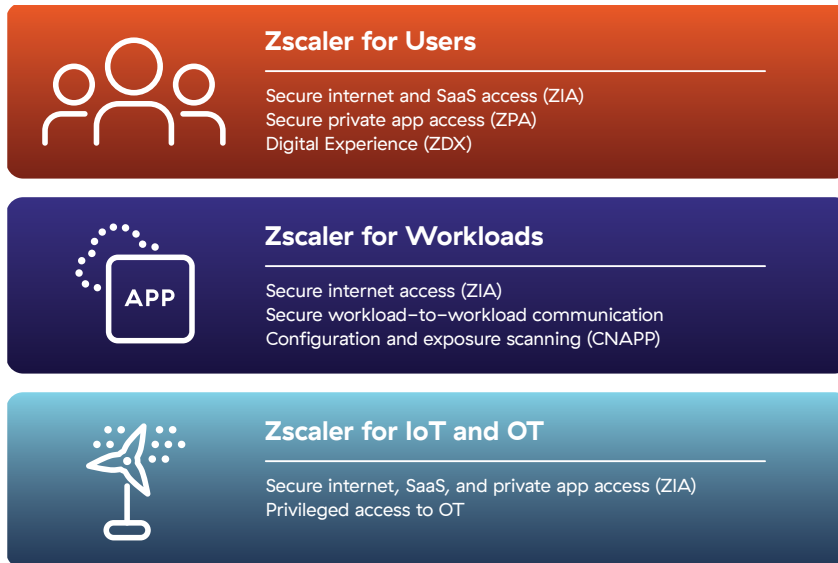 Zscaler for Users
Secure internet and SaaS access (ZIA)
Secure private app access (ZPA)
Digital Experience (ZDX)
APP
Zscaler for Workloads
Secure internet access (ZIA)
Secure workload-to-workload communication
Configuration and exposure scanning (CNAPP)
Zscaler for IoT and OT
Secure internet, SaaS, and private app access (ZIA)
Privileged access to OT